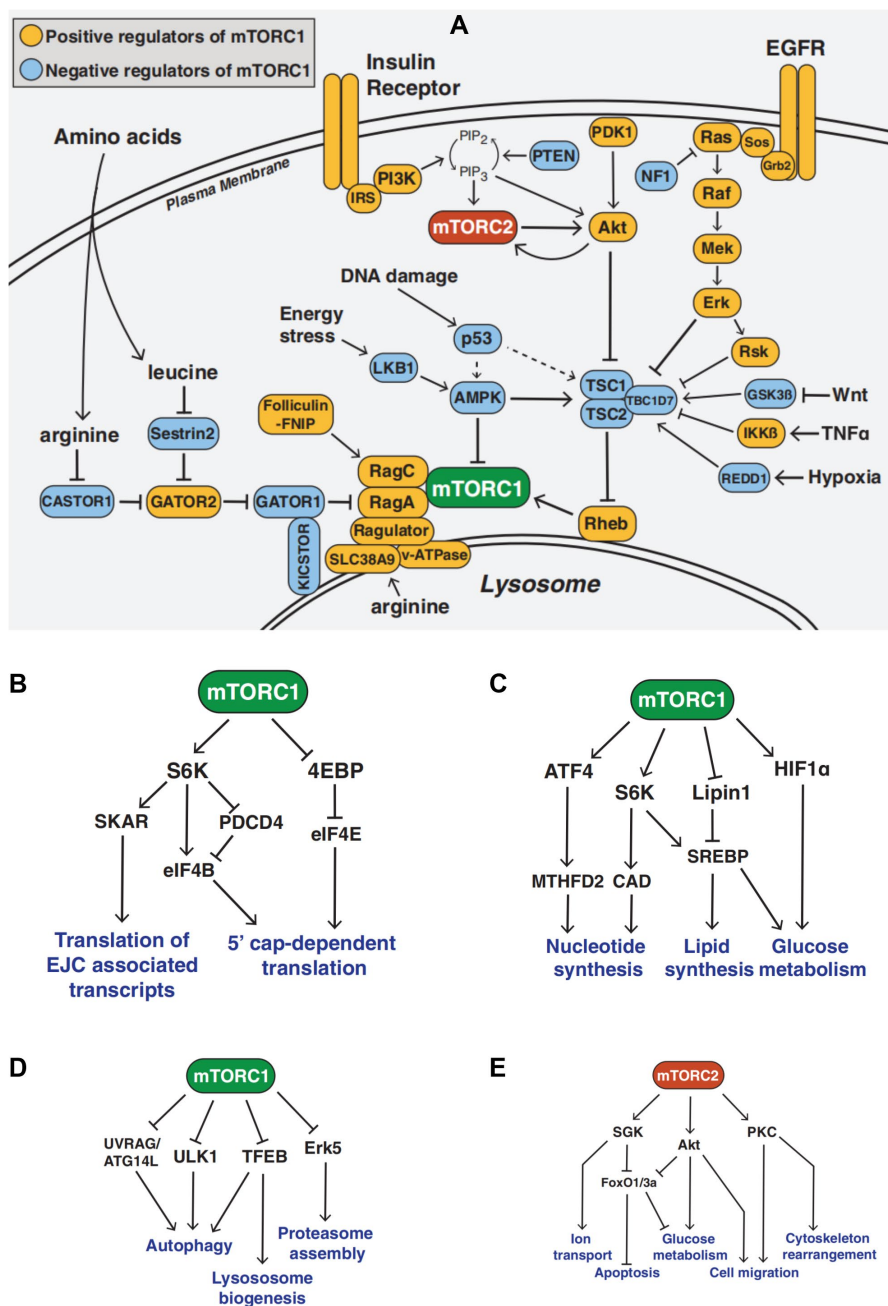 A
Positive regulators of mTORC1
Negative regulators of mTORC1
Insulin
Receptor
EGFR
Amino acids
Plasma Membrane
PIP2
PIP3
PTEN
PDK1
Ras
Sos
Grb2
NF1
PI3K
IRS
Raf
mTORC2
Akt
Mek
DNA damage
Erk
Energy
stress
p53
Rsk
LKB1
leucine
TSC1
TBC1D7
GSK3ß
Wnt
AMPK
TSC2
Folliculin
-FNIP
arginine
Sestrin2
IKKß
TNFα
RagC
REDD1
Hypoxia
mTORC1
CASTOR1
GATOR2
GATOR1
RagA
Rheb
Ragulator
KICSTOR
SLC38A9
v-ATPase
Lysosome
arginine
B
mTORC1
S6K
4EBP
SKAR
PDCD4
eIF4E
eIF4B
Translation of
EJC associated
transcripts
5’ cap-dependent
translation
C
mTORC1
ATF4
HIF1α
S6K
Lipin1
SREBP
MTHFD2
CAD
Nucleotide
synthesis
Lipid
synthesis
Glucose
metabolism
D
mTORC1
UVRAG/
ATG14L
ULK1
TFEB
Erk5
Autophagy
Proteasome
assembly
Lysososome
biogenesis
E
mTORC2
SGK
Akt
PKC
FoxO1/3a
Ion
transport
Glucose
metabolism
Cytoskeleton
rearrangement
Apoptosis
Cell migration